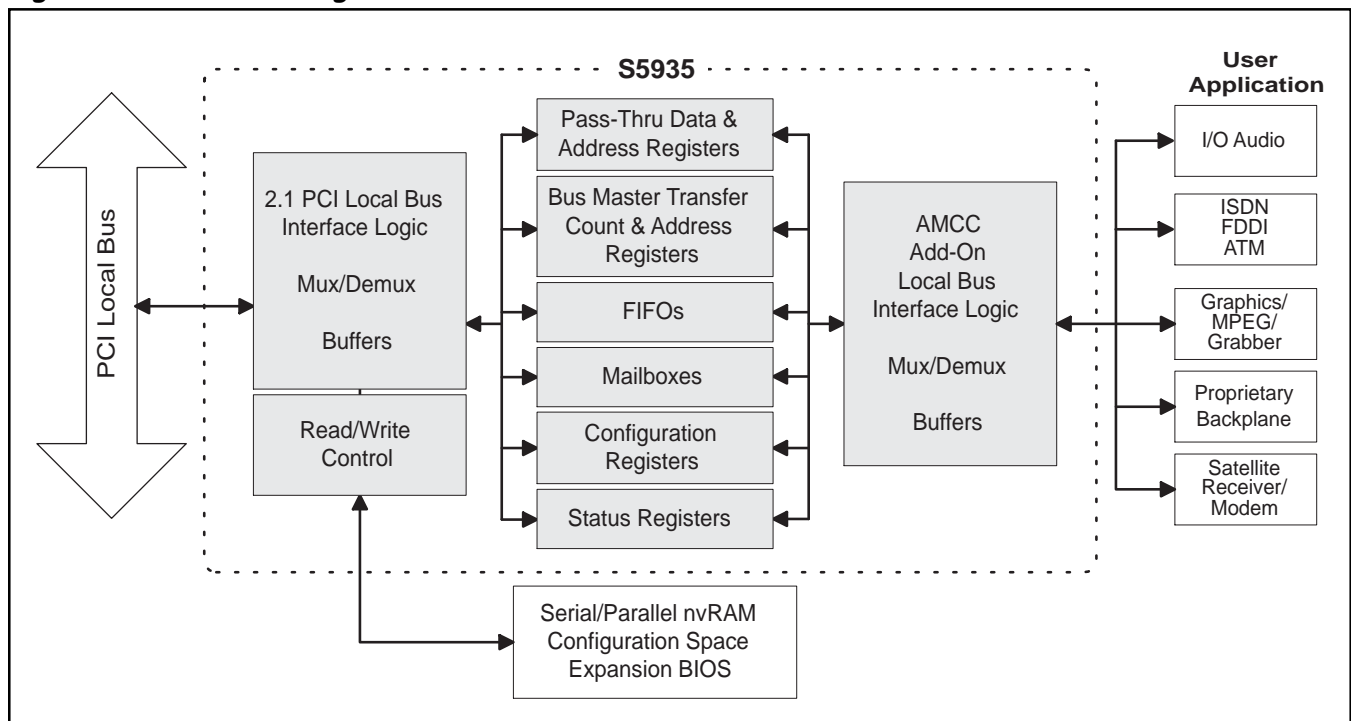 S5935
User
Application
PCI Local Bus
2.1 PCI Local Bus
Interface Logic
Mux/Demux
Buffers
Read/Write
Control
Pass-Thru Data &
Address Registers
Bus Master Transfer
Count & Address
Registers
FIFOs
Mailboxes
Configuration
Registers
Status Registers
AMCC
Add-On
Local Bus
Interface Logic
Mux/Demux
Buffers
I/O Audio
ISDN
FDDI
ATM
Graphics/
MPEG/
Grabber
Proprietary
Backplane
Satellite
Receiver/
Modem
Serial/Parallel nvRAM
Configuration Space
Expansion BIOS